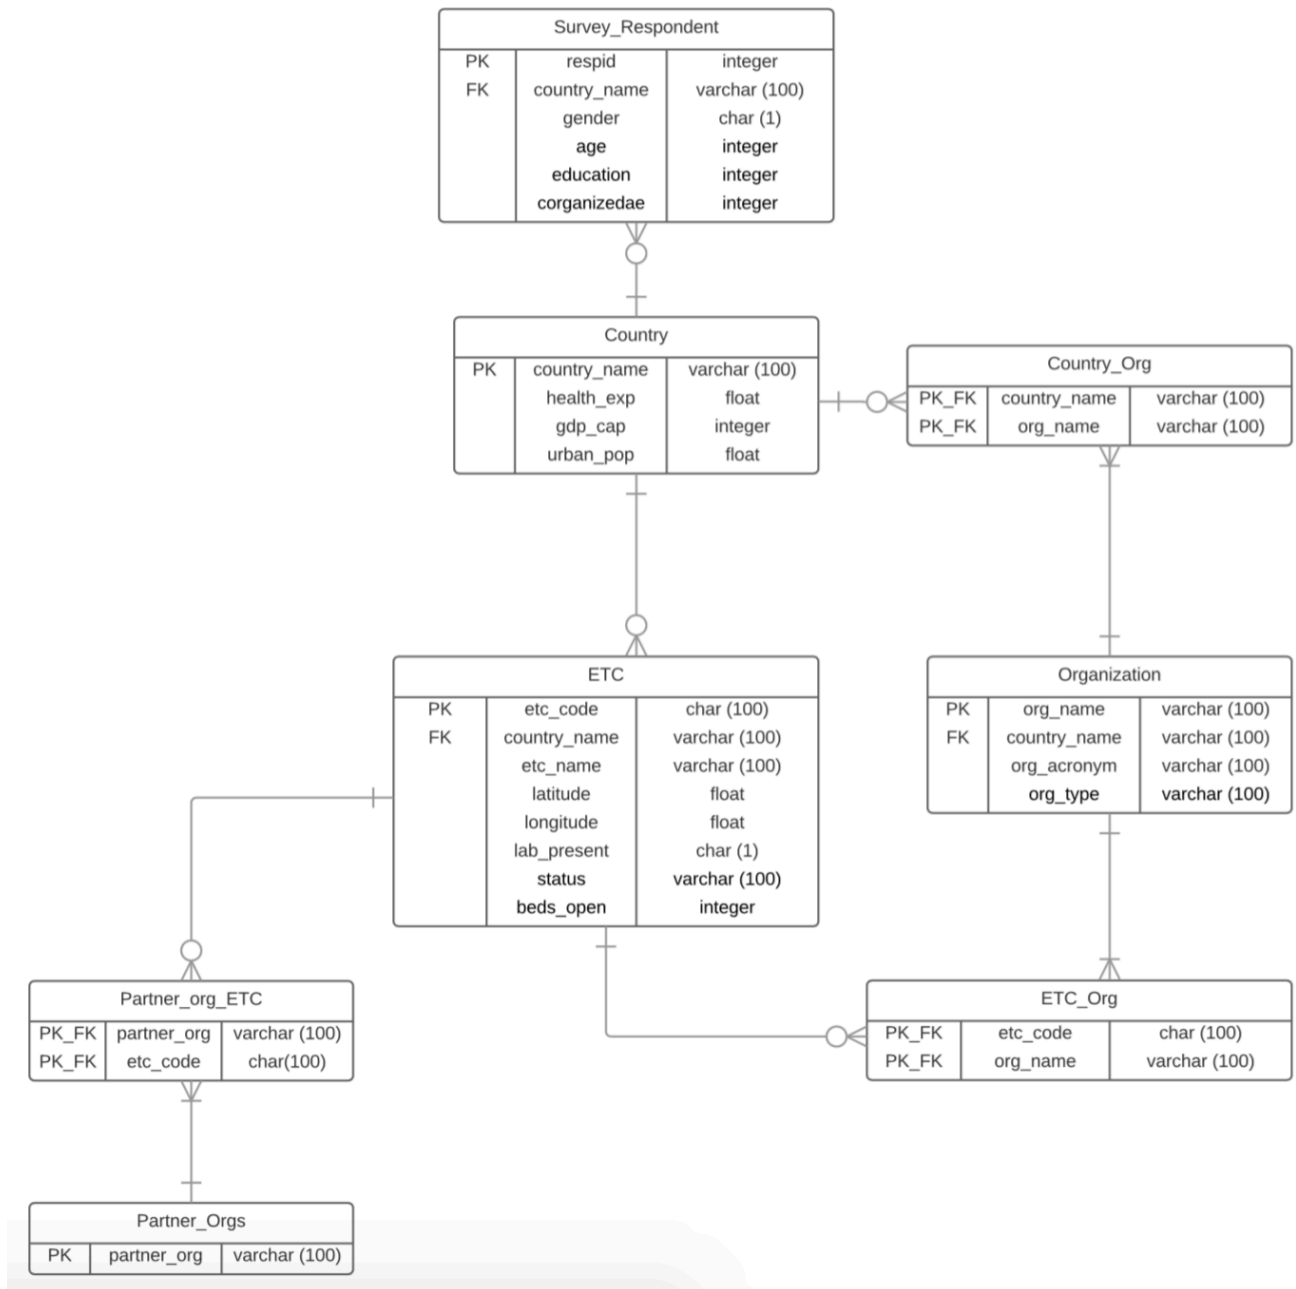 Survey_Respondent
PK respid integer
FK country_name varchar (100)
gender char (1)
age integer
education integer
corganizedae integer
Country
PK country_name varchar (100)
health_exp float
gdp_cap integer
urban_pop float
Country_Org
PK_FK country_name varchar (100)
PK_FK org_name varchar (100)
ETC
PK etc_code char (100)
FK country_name varchar (100)
etc_name varchar (100)
latitude float
longitude float
lab_present char (1)
status varchar (100)
beds_open integer
Organization
PK org_name varchar (100)
FK country_name varchar (100)
org_acronym varchar (100)
org_type varchar (100)
Partner_org_ETC
PK_FK partner_org varchar (100)
PK_FK etc_code char(100)
ETC_Org
PK_FK etc_code char (100)
PK_FK org_name varchar (100)
Partner_Orgs
PK partner_org varchar (100)